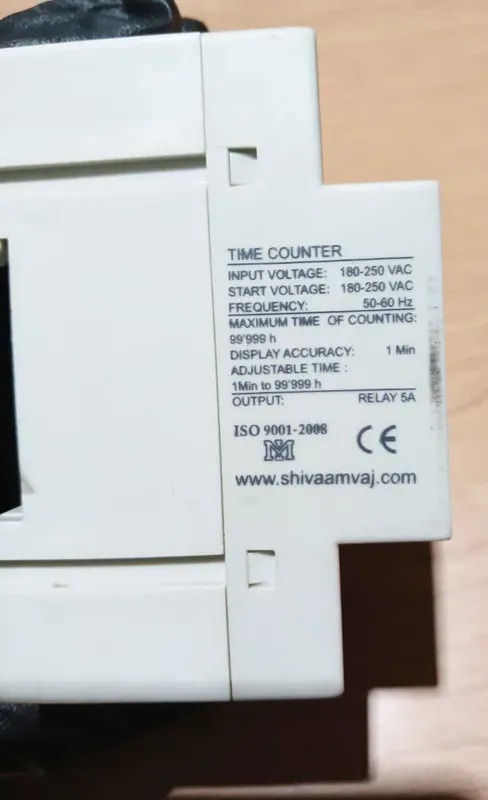 TIME COUNTER
INPUT VOLTAGE: 180-250 VAC
START VOLTAGE: 180-250 VAC
FREQUENCY: 50-60 Hz
MAXIMUM TIME OF COUNTING:
99'999 h
DISPLAY ACCURACY: 1 Min
ADJUSTABLE TIME :
1Min to 99'999 h
OUTPUT: RELAY 5A
ISO 9001-2008
CE
www.shivaamvaj.com